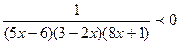 1/((5x-6)(3-2x)(8x+1)) ≺ 0